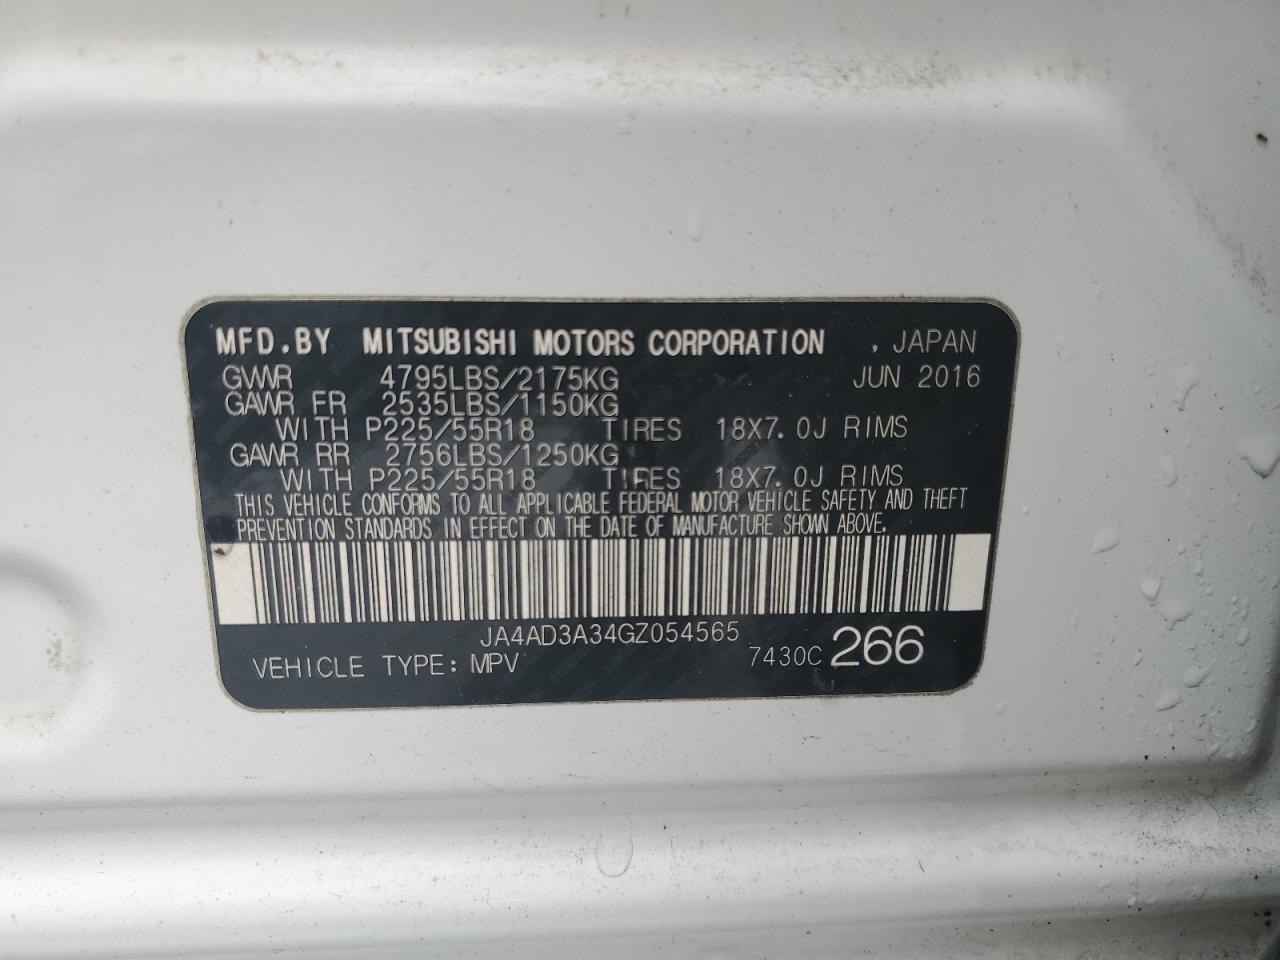 MFD.BY MITSUBISHI MOTORS CORPORATION , JAPAN
GVWR 4795LBS/2175KG JUN 2016
GAWR FR 2535LBS/1150KG
WITH P225/55R18 TIRES 18X7.0J RIMS
GAWR RR 2756LBS/1250KG
WITH P225/55R18 TIRES 18X7.0J RIMS
THIS VEHICLE CONFORMS TO ALL APPLICABLE FEDERAL MOTOR VEHICLE SAFETY AND THEFT
PREVENTION STANDARDS IN EFFECT ON THE DATE OF MANUFACTURE SHOWN ABOVE.
JA4AD3A34GZ054565
VEHICLE TYPE: MPV 7430C 266